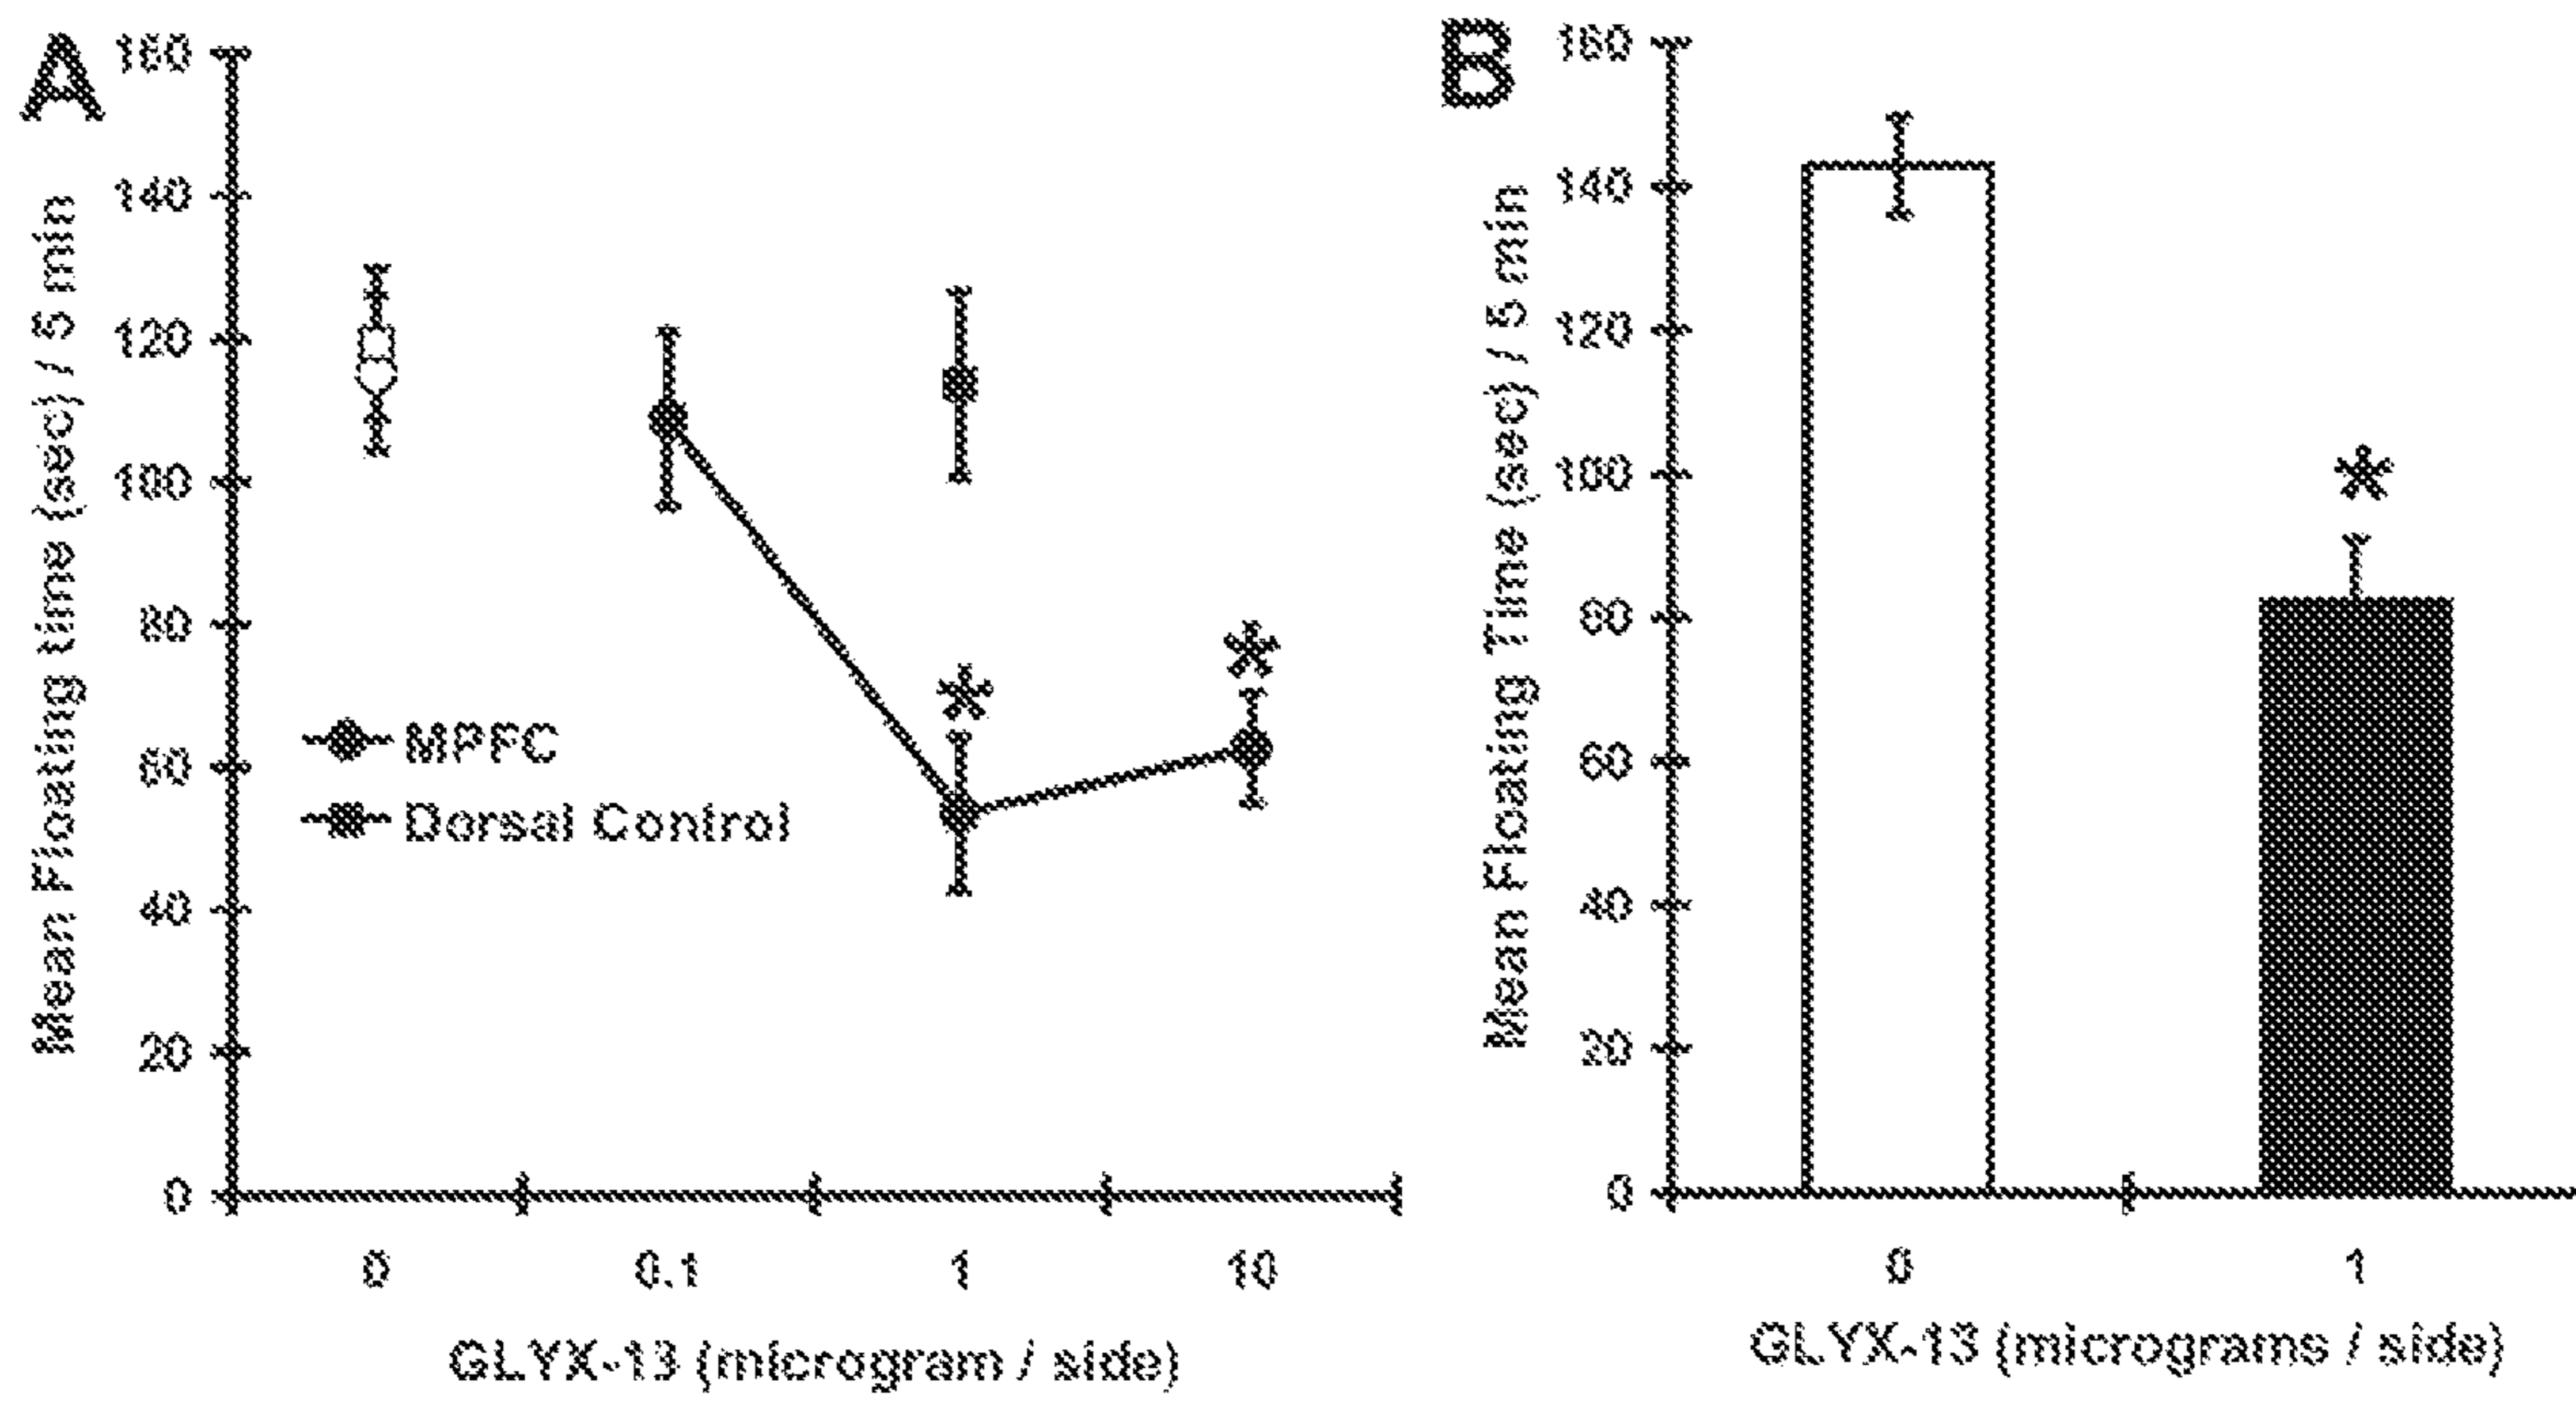 A
160
140
120
100
80
60
40
20
0
Mean Floating time (sec) / 5 min
*
*
MPFC
Dorsal Control
0 0.1 1 10
GLYX-13 (microgram / side)
B
160
140
120
100
80
60
40
20
0
Mean Floating Time (sec) / 5 min
*
0 1
GLYX-13 (micrograms / side)